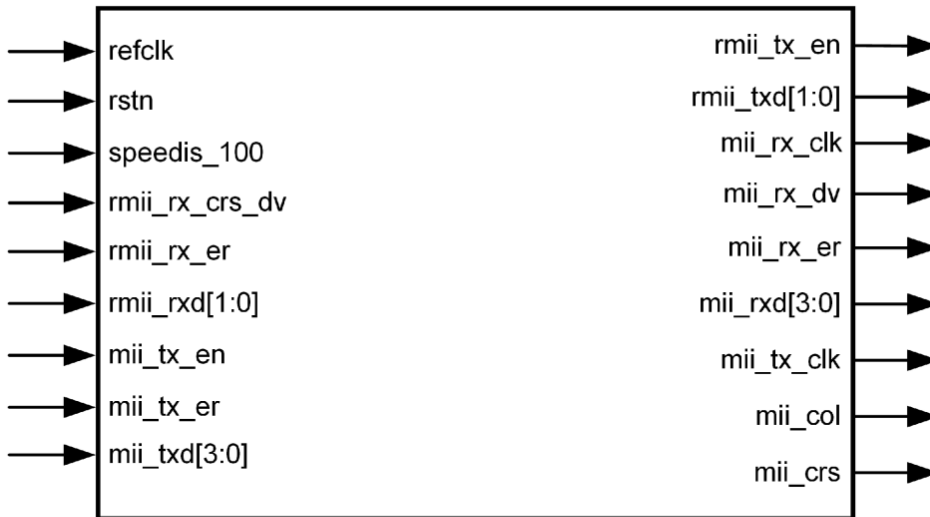 refclk
rstn
speedis_100
rmii_rx_crs_dv
rmii_rx_er
rmii_rxd[1:0]
mii_tx_en
mii_tx_er
mii_txd[3:0]
rmii_tx_en
rmii_txd[1:0]
mii_rx_clk
mii_rx_dv
mii_rx_er
mii_rxd[3:0]
mii_tx_clk
mii_col
mii_crs